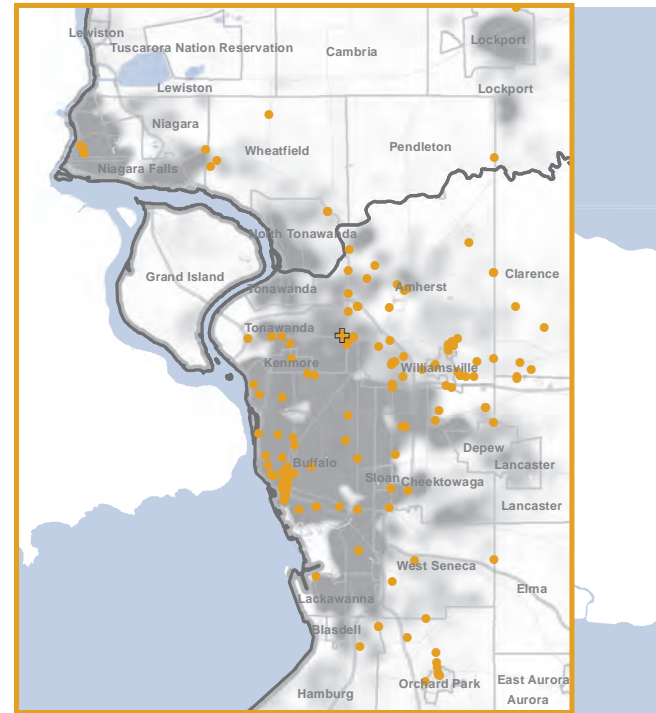 Lewiston
Tuscarora Nation Reservation
Cambria
Lockport
Lewiston
Lockport
Niagara
Wheatfield
Pendleton
Niagara Falls
North Tonawanda
Grand Island
Clarence
Tonawanda
Amherst
Tonawanda
Kenmore
Williamsville
Buffalo
Depew
Lancaster
Sloan
Cheektowaga
Lancaster
West Seneca
Elma
Lackawanna
Blasdell
Hamburg
Orchard Park
East Aurora
Aurora